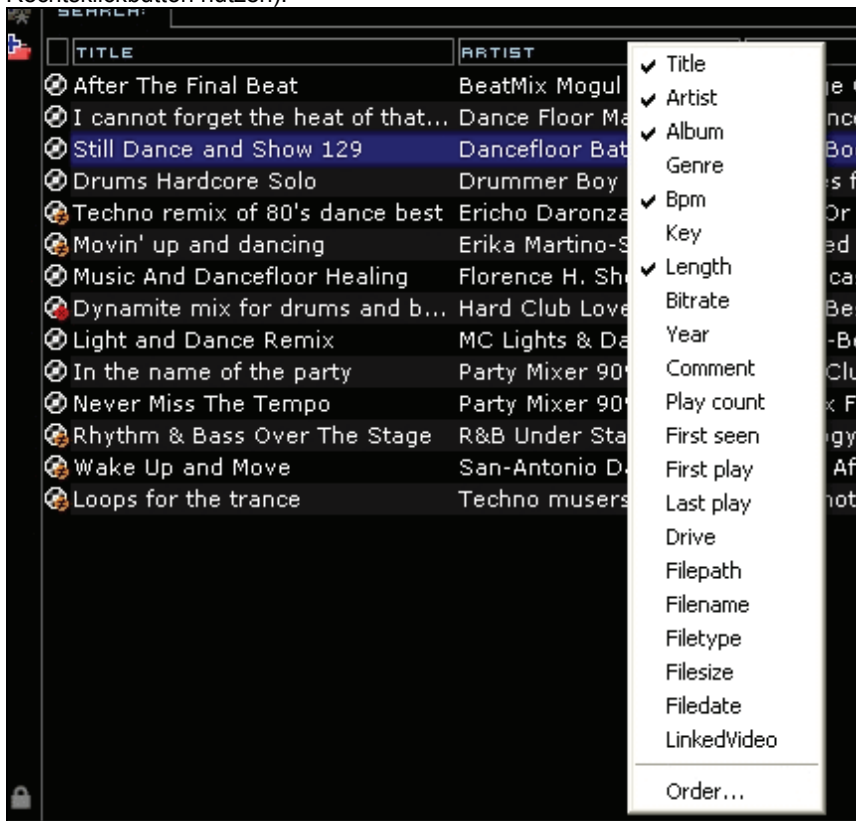 Rechtsklickbutton nutzen).
SEARCH:
TITLE ARTIST
After The Final Beat BeatMix Mogul
I cannot forget the heat of that... Dance Floor Ma
Still Dance and Show 129 Dancefloor Bat
Drums Hardcore Solo Drummer Boy
Techno remix of 80's dance best Ericho Daronza
Movin' up and dancing Erika Martino-S
Music And Dancefloor Healing Florence H. Sh
Dynamite mix for drums and b... Hard Club Love
Light and Dance Remix MC Lights & Da
In the name of the party Party Mixer 90'
Never Miss The Tempo Party Mixer 90'
Rhythm & Bass Over The Stage R&B Under Sta
Wake Up and Move San-Antonio D
Loops for the trance Techno musers
Title
Artist
Album
Genre
Bpm
Key
Length
Bitrate
Year
Comment
Play count
First seen
First play
Last play
Drive
Filepath
Filename
Filetype
Filesize
Filedate
LinkedVideo
Order...